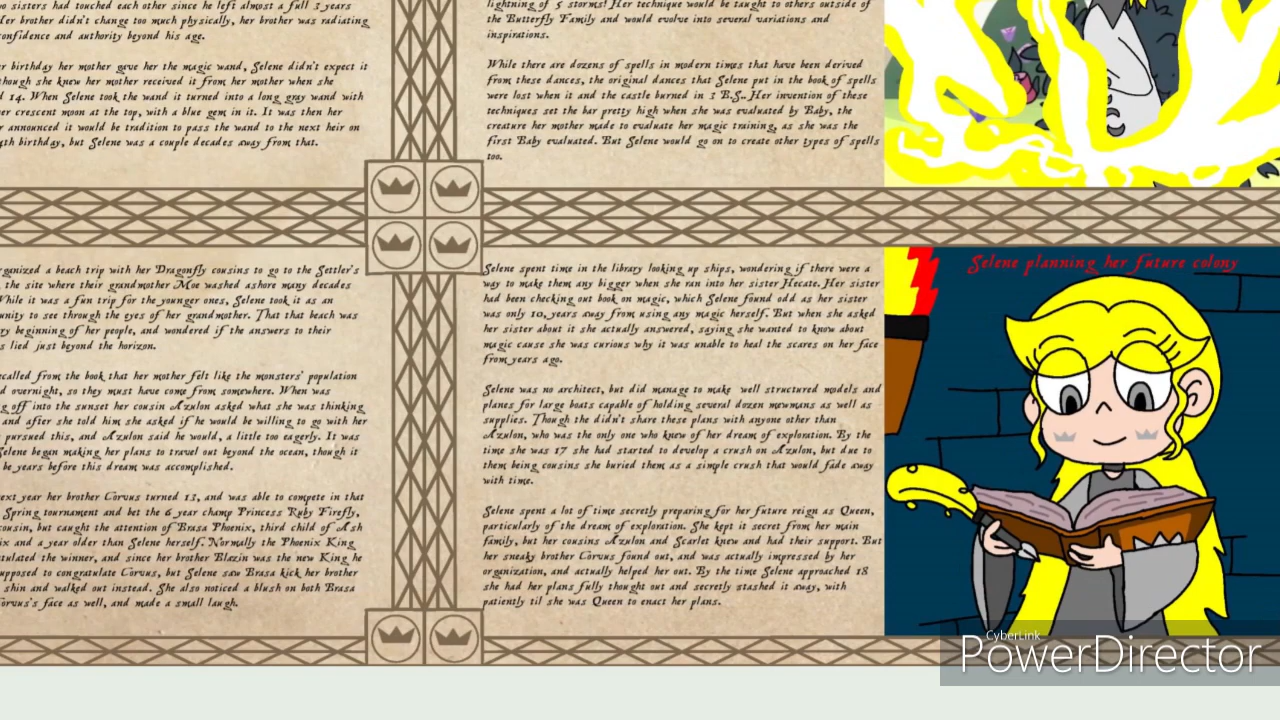 o sisters had touched each other since he left almost a full 3 years
Her brother didn't change too much physically, her brother was radiating
confidence and authority beyond his age.
er birthday her mother gave her the magic wand, Selene didn't expect it
though she knew her mother received it from her mother when she
d 14. When Selene took the wand it turned into a long gray wand with
er crescent moon at the top, with a blue gem in it. It was then her
r announced it would be tradition to pass the wand to the next heir on
4th birthday, but Selene was a couple decades away from that.
lightning of 5 storms! Her technique would be taught to others outside of
the Butterfly Family and would evolve into several variations and
inspirations.
While there are dozens of spells in modern times that have been derived
from these dances, the original dances that Selene put in the book of spells
were lost when it and the castle burned in 1 B.S. Her invention of these
techniques set the bar pretty high when she was evaluated by Baby, the
creature her mother made to evaluate her magic training, as she was the
first Baby evaluated. But Selene would go on to create other types of spells
too.
rganized a beach trip with her Dragonfly cousins to go to the Settler's
, the site where their grandmother Moe washed ashore many decades
While it was a fun trip for the younger ones, Selene took it as an
unity to see through the eyes of her grandmother. That that beach was
ry beginning of her people, and wondered if the answers to their
s lied just beyond the horizon.
ecalled from the book that her mother felt like the monsters' population
d overnight, so they must have come from somewhere. When was
g off into the sunset her cousin Azulon asked what she was thinking
and after she told him she asked if he would be willing to go with her
pursued this, and Azulon said he would, a little too eagerly. It was
Selene began making her plans to travel out beyond the ocean, though it
be years before this dream was accomplished.
ext year her brother Corvus turned 13, and was able to compete in that
Spring tournament and bet the 6 year champ Princess Ruby Firefly,
cousin, but caught the attention of Brasa Phoenix, third child of Ash
ix and a year older than Selene herself. Normally the Phoenix King
atulated the winner, and since her brother Blazin was the new King he
upposed to congratulate Corvus, but Selene saw Brasa kick her brother
shin and walked out instead. She also noticed a blush on both Brasa
Corvus's face as well, and made a small laugh.
Selene spent time in the library looking up ships, wondering if there were a
way to make them any bigger when she ran into her sister Hecate. Her sister
had been checking out book on magic, which Selene found odd as her sister
was only 10, years away from using any magic herself. But when she asked
her sister about it she actually answered, saying she wanted to know about
magic cause she was curious why it was unable to heal the scares on her face
from years ago.
Selene was no architect, but did manage to make well structured models and
planes for large boats capable of holding several dozen mewmans as well as
supplies. Though the didn't share these plans with anyone other than
Azulon, who was the only one who knew of her dream of exploration. By the
time she was 17 she had started to develop a crush on Azulon, but due to
them being cousins she buried them as a simple crush that would fade away
with time.
Selene spent a lot of time secretly preparing for her future reign as Queen,
particularly of the dream of exploration. She kept it secret from her main
family, but her cousins Azulon and Scarlet knew and had their support. But
her sneaky brother Corvus found out, and was actually impressed by her
organization, and actually helped her out. By the time Selene approached 18
she had her plans fully thought out and secretly stashed it away, with
patiently til she was Queen to enact her plans.
Selene planning her future colony
CyberLink
PowerDirector